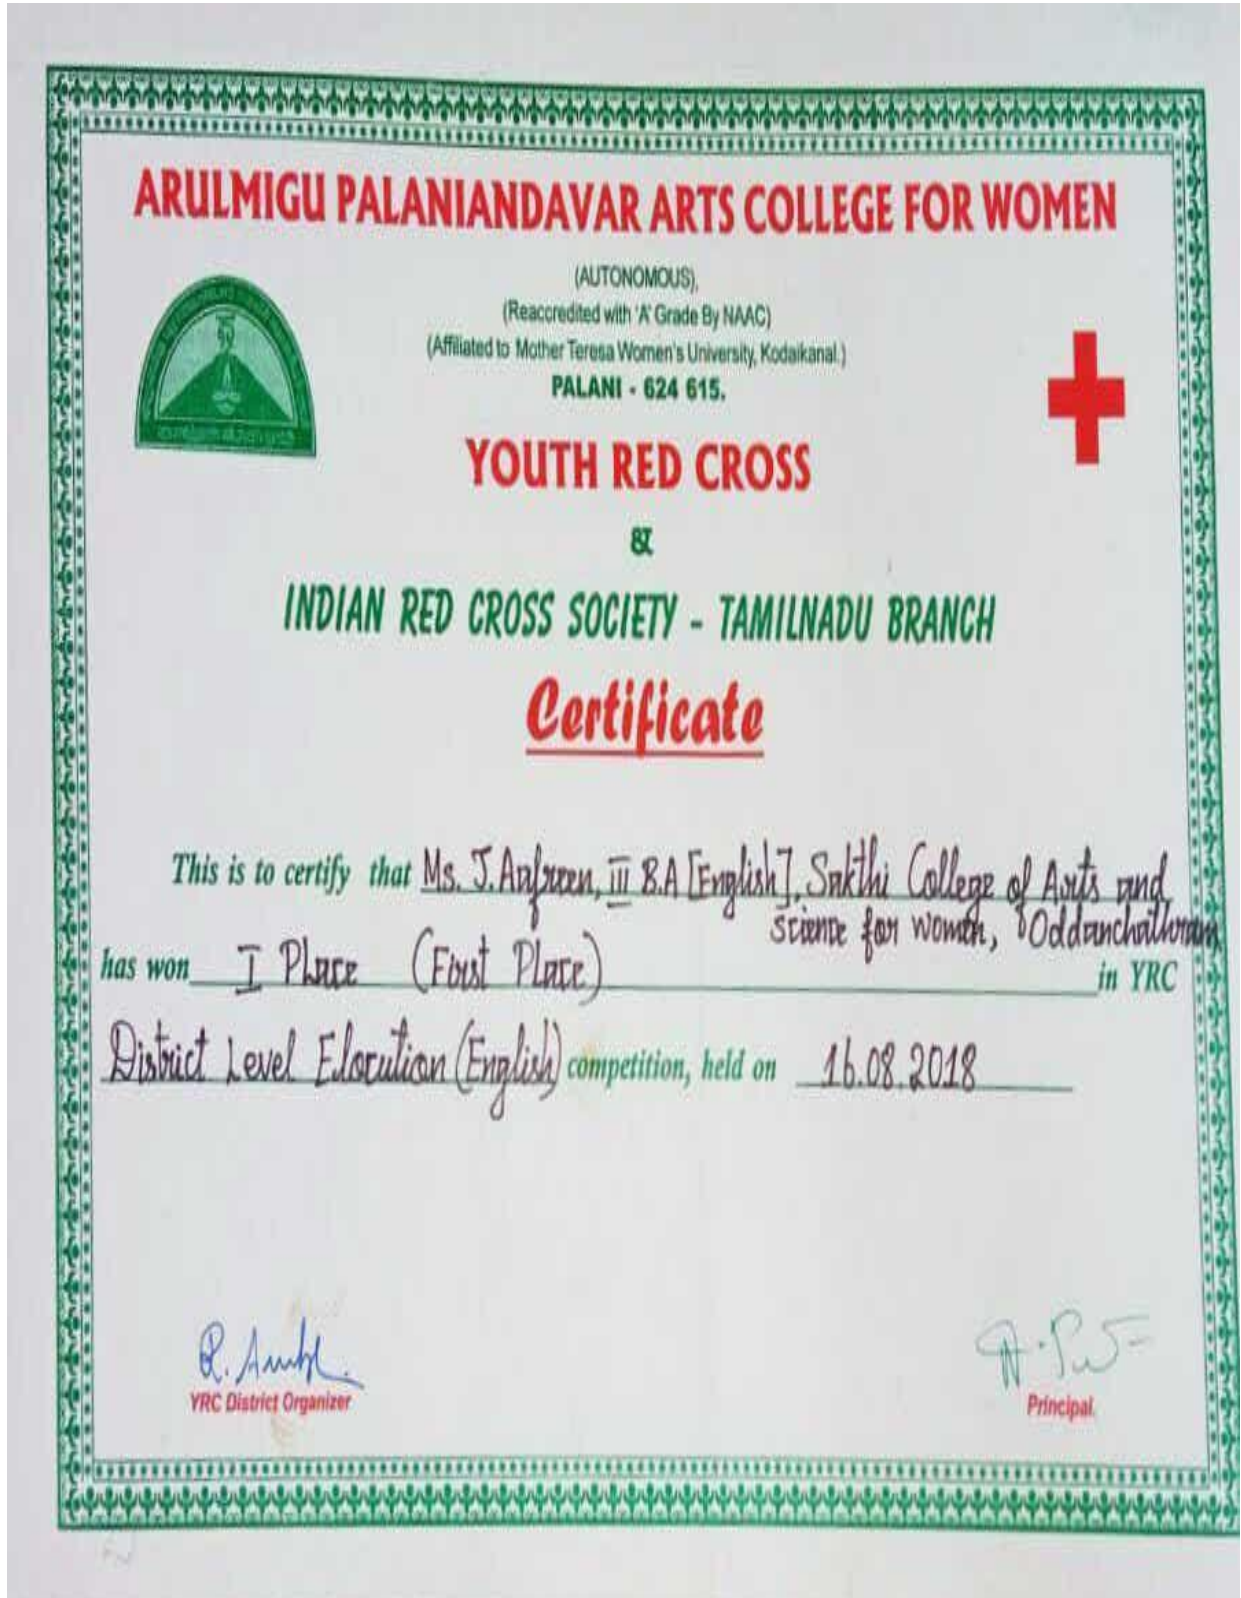 ARULMIGU PALANIANDAVAR ARTS COLLEGE FOR WOMEN
(AUTONOMOUS),
(Reaccredited with 'A' Grade By NAAC)
(Affiliated to Mother Teresa Women's University, Kodaikanal.)
PALANI - 624 615.
YOUTH RED CROSS
&
INDIAN RED CROSS SOCIETY - TAMILNADU BRANCH
Certificate
This is to certify that Ms. J. Aafreen, III B.A [English], Sakthi College of Arts and
Science for Women, Oddanchathram
has won I Place (First Place) in YRC
District Level Elocution (English) competition, held on 16.08.2018
YRC District Organizer
Principal.